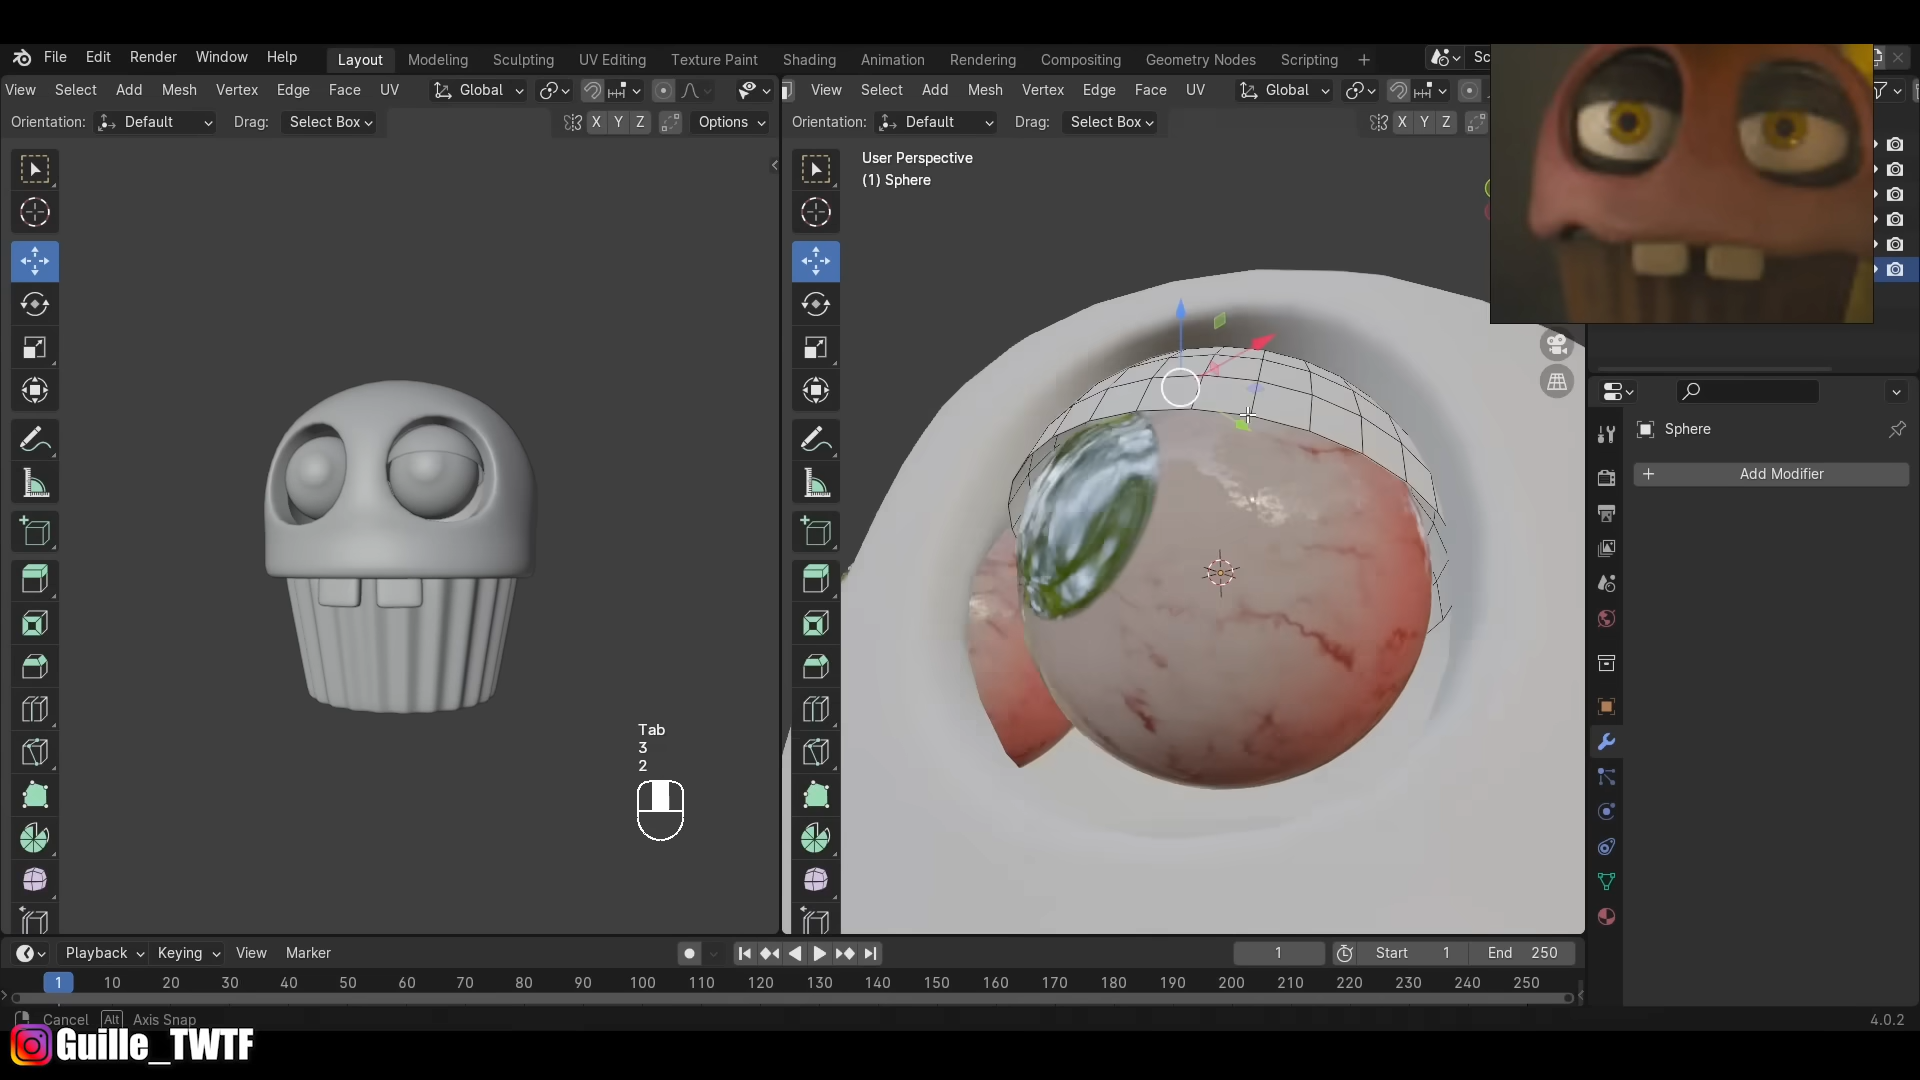 File Edit Render Window Help Layout Modeling Sculpting UV Editing Texture Paint Shading Animation Rendering Compositing Geometry Nodes Scripting + Sc
View Select Add Mesh Vertex Edge Face UV Global View Select Add Mesh Vertex Edge Face UV Global
Orientation: Default Drag: Select Box X Y Z Options Orientation: Default Drag: Select Box X Y Z
User Perspective
(1) Sphere
Sphere
+ Add Modifier
Tab
3
2
Playback Keying View Marker 1 Start 1 End 250
1 10 20 30 40 50 60 70 80 90 100 110 120 130 140 150 160 170 180 190 200 210 220 230 240 250
Cancel Alt Axis Snap 4.0.2
Guille_TWTF